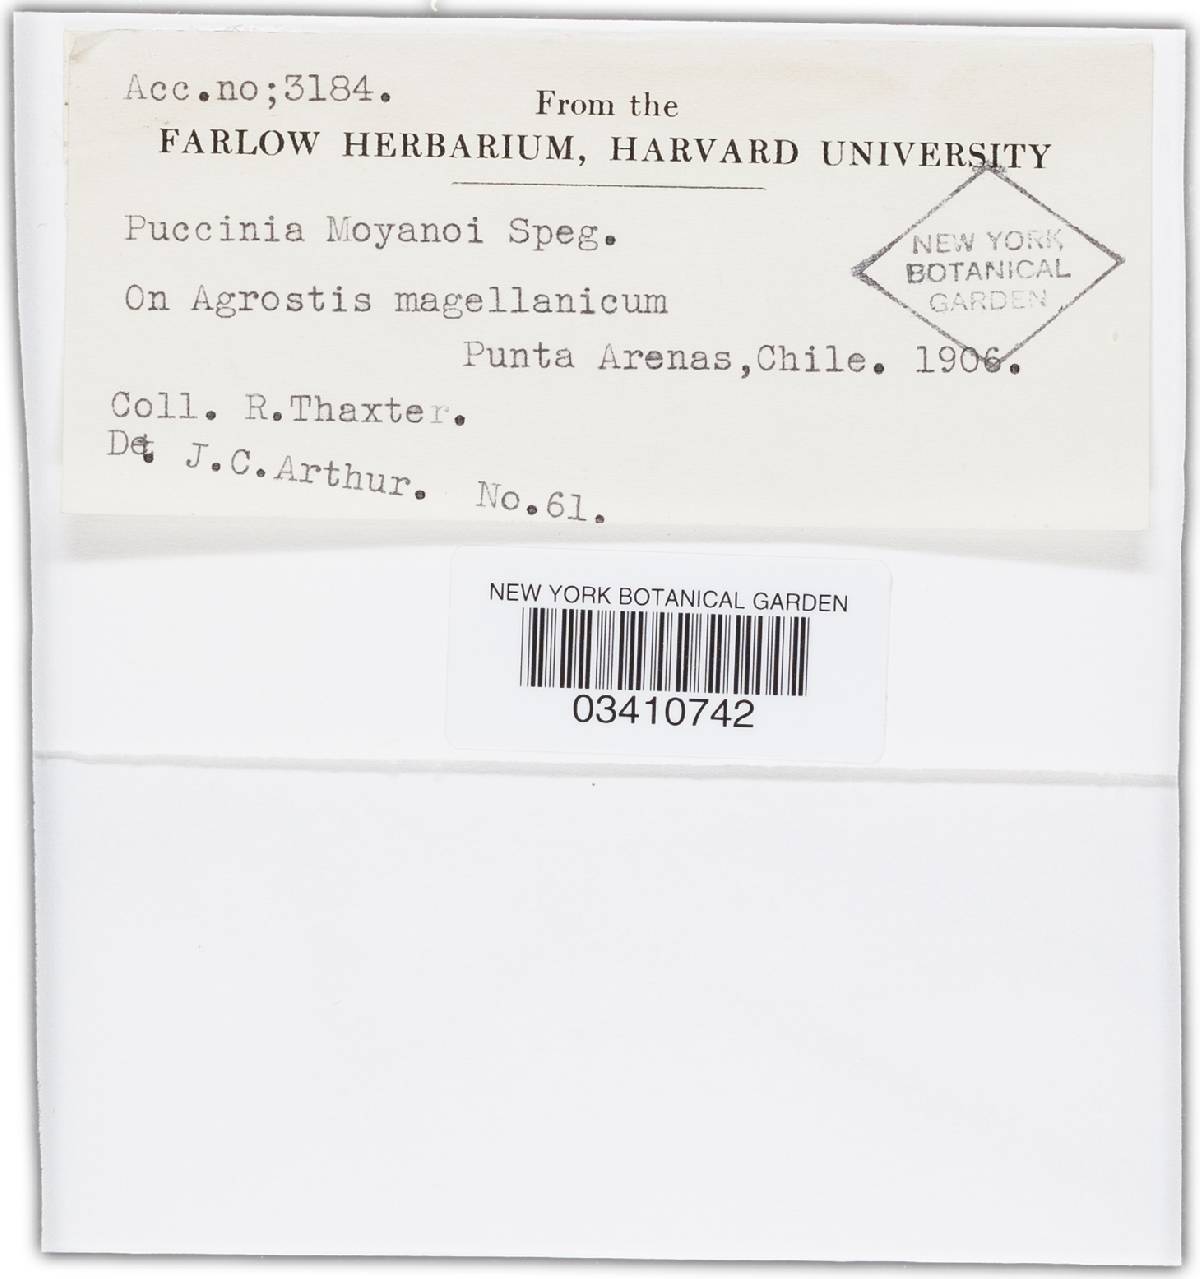 Acc.no;3184.
From the
FARLOW HERBARIUM, HARVARD UNIVERSITY
Puccinia Moyanoi Speg.
NEW YORK
BOTANICAL
GARDEN
On Agrostis magellanicum
Punta Arenas,Chile. 1906.
Coll. R.Thaxter.
Det J.C.Arthur. No.61.
NEW YORK BOTANICAL GARDEN
03410742